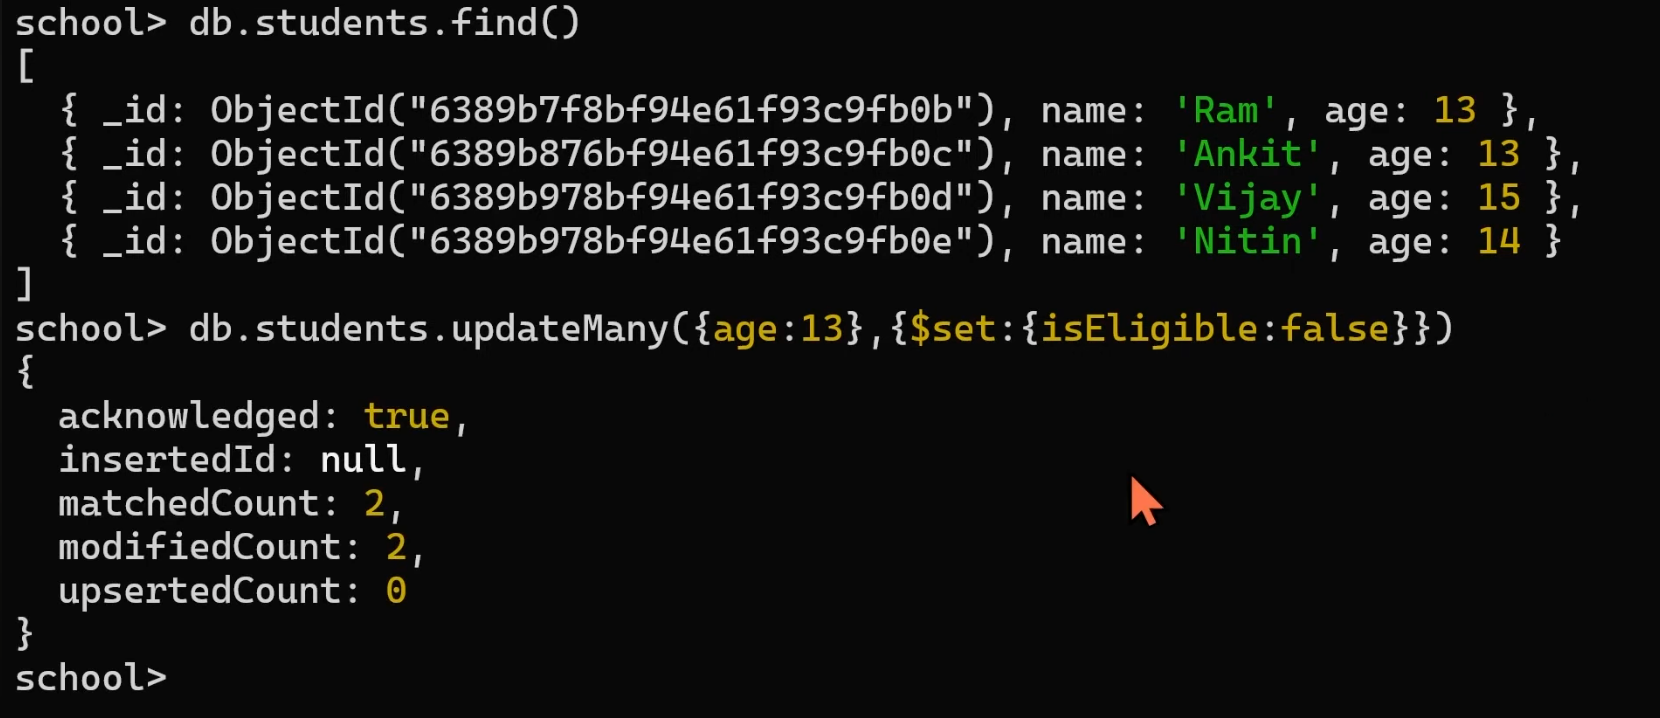 school> db.students.find()
[
  { _id: ObjectId("6389b7f8bf94e61f93c9fb0b"), name: 'Ram', age: 13 },
  { _id: ObjectId("6389b876bf94e61f93c9fb0c"), name: 'Ankit', age: 13 },
  { _id: ObjectId("6389b978bf94e61f93c9fb0d"), name: 'Vijay', age: 15 },
  { _id: ObjectId("6389b978bf94e61f93c9fb0e"), name: 'Nitin', age: 14 }
]
school> db.students.updateMany({age:13},{$set:{isEligible:false}})
{
  acknowledged: true,
  insertedId: null,
  matchedCount: 2,
  modifiedCount: 2,
  upsertedCount: 0
}
school>